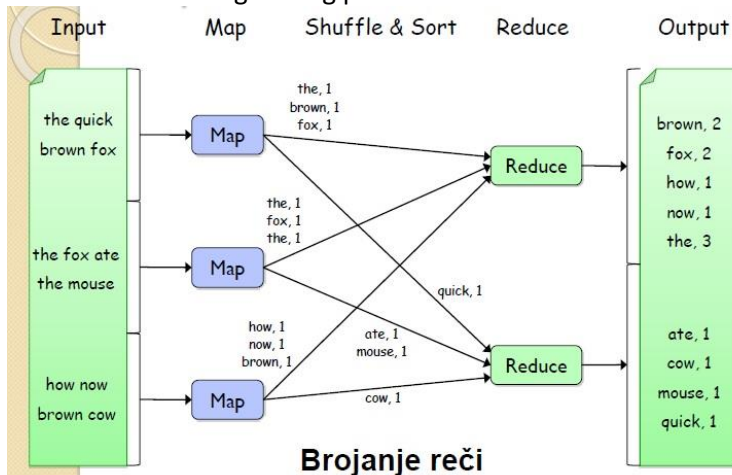 Input Map Shuffle & Sort Reduce Output
the quick
brown fox
the fox ate
the mouse
how now
brown cow
Map
Map
Map
the, 1
brown, 1
fox, 1
the, 1
fox, 1
the, 1
how, 1
now, 1
brown, 1
quick, 1
ate, 1
mouse, 1
cow, 1
Reduce
Reduce
brown, 2
fox, 2
how, 1
now, 1
the, 3
ate, 1
cow, 1
mouse, 1
quick, 1
Brojanje reči